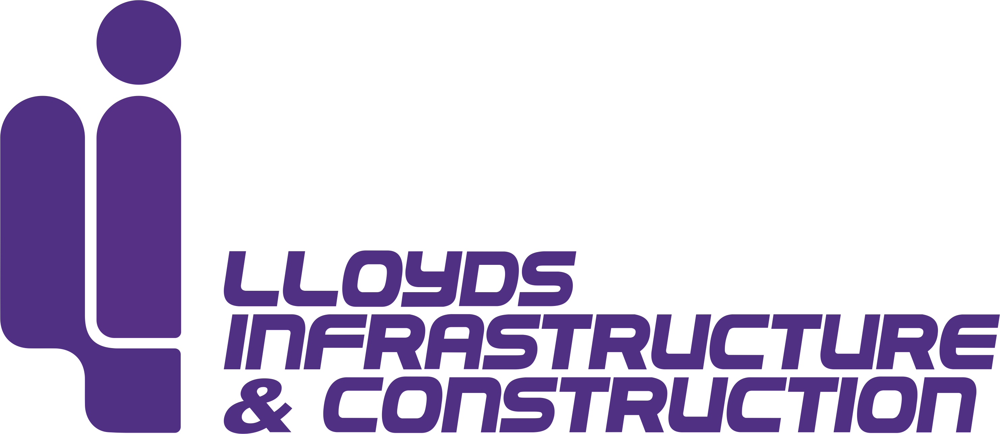 LLOYDS
INFRASTRUCTURE
& CONSTRUCTION